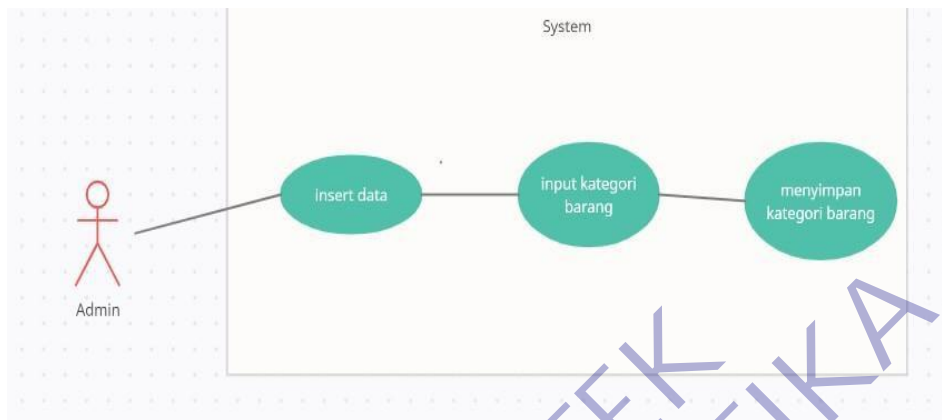 System
insert data
input kategori
barang
menyimpan
kategori barang
Admin